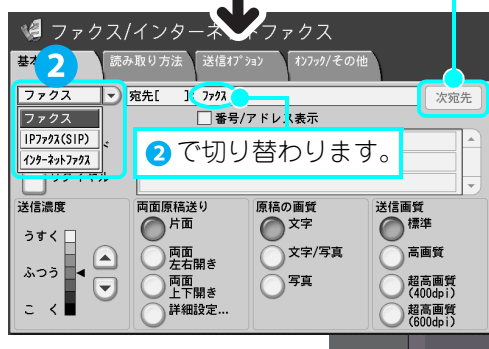 ファクス/インターネットファクス
基本
読み取り方法
送信ｵﾌﾟｼｮﾝ
ｵﾝﾌｯｸ/その他
2
ファクス
宛先[ ] ﾌｧｸｽ
次宛先
ファクス
IPﾌｧｸｽ(SIP)
ｲﾝﾀｰﾈｯﾄﾌｧｸｽ
番号/アドレス表示
2で切り替わります。
送信濃度
うすく
ふつう
こく
両面原稿送り
片面
両面
左右開き
両面
上下開き
詳細設定...
原稿の画質
文字
文字/写真
写真
送信画質
標準
高画質
超高画質
(400dpi)
超高画質
(600dpi)